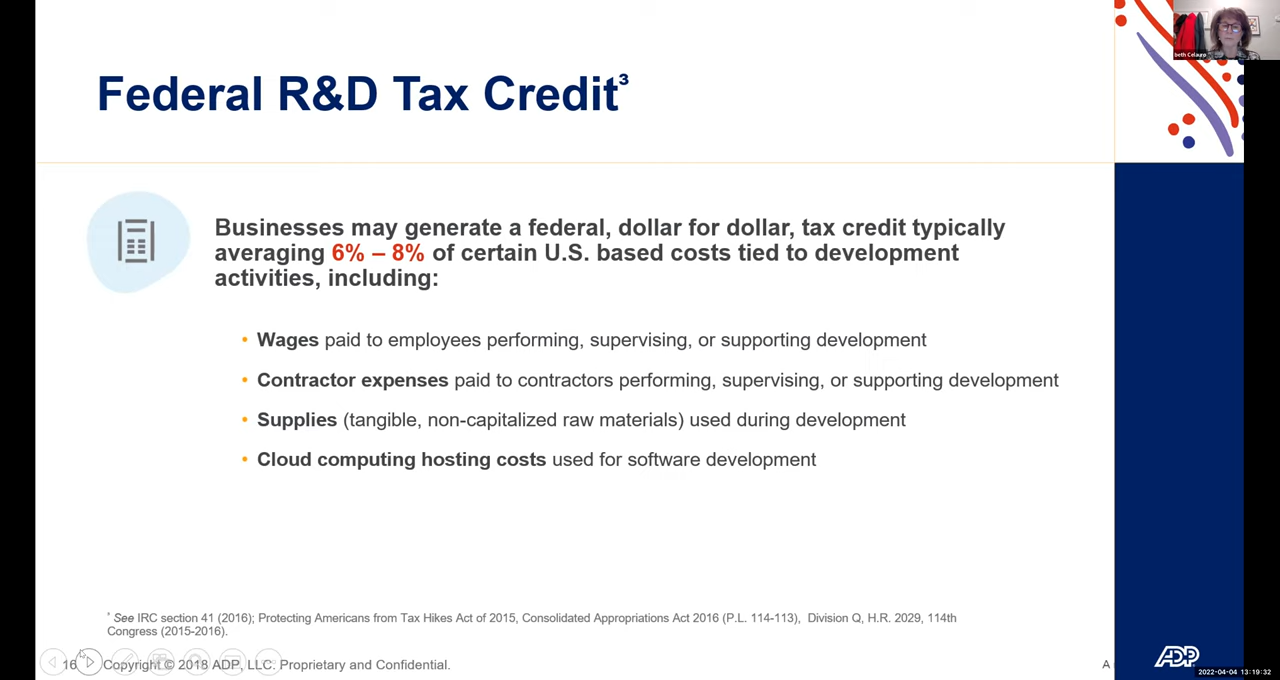 Federal R&D Tax Credit³
Businesses may generate a federal, dollar for dollar, tax credit typically
averaging 6% – 8% of certain U.S. based costs tied to development
activities, including:
• Wages paid to employees performing, supervising, or supporting development
• Contractor expenses paid to contractors performing, supervising, or supporting development
• Supplies (tangible, non-capitalized raw materials) used during development
• Cloud computing hosting costs used for software development
³ See IRC section 41 (2016); Protecting Americans from Tax Hikes Act of 2015, Consolidated Appropriations Act 2016 (P.L. 114-113), Division Q, H.R. 2029, 114th
Congress (2015-2016).
16 Copyright © 2018 ADP, LLC. Proprietary and Confidential.
A
ADP
2022-04-04 13:19:32